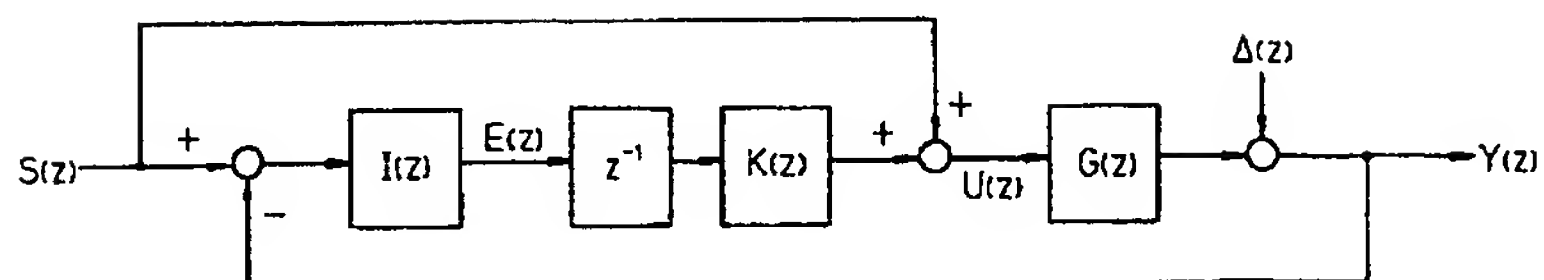 Δ(z)
S(z)
+
I(z)
E(z)
z⁻¹
K(z)
+
+
U(z)
G(z)
Y(z)
-